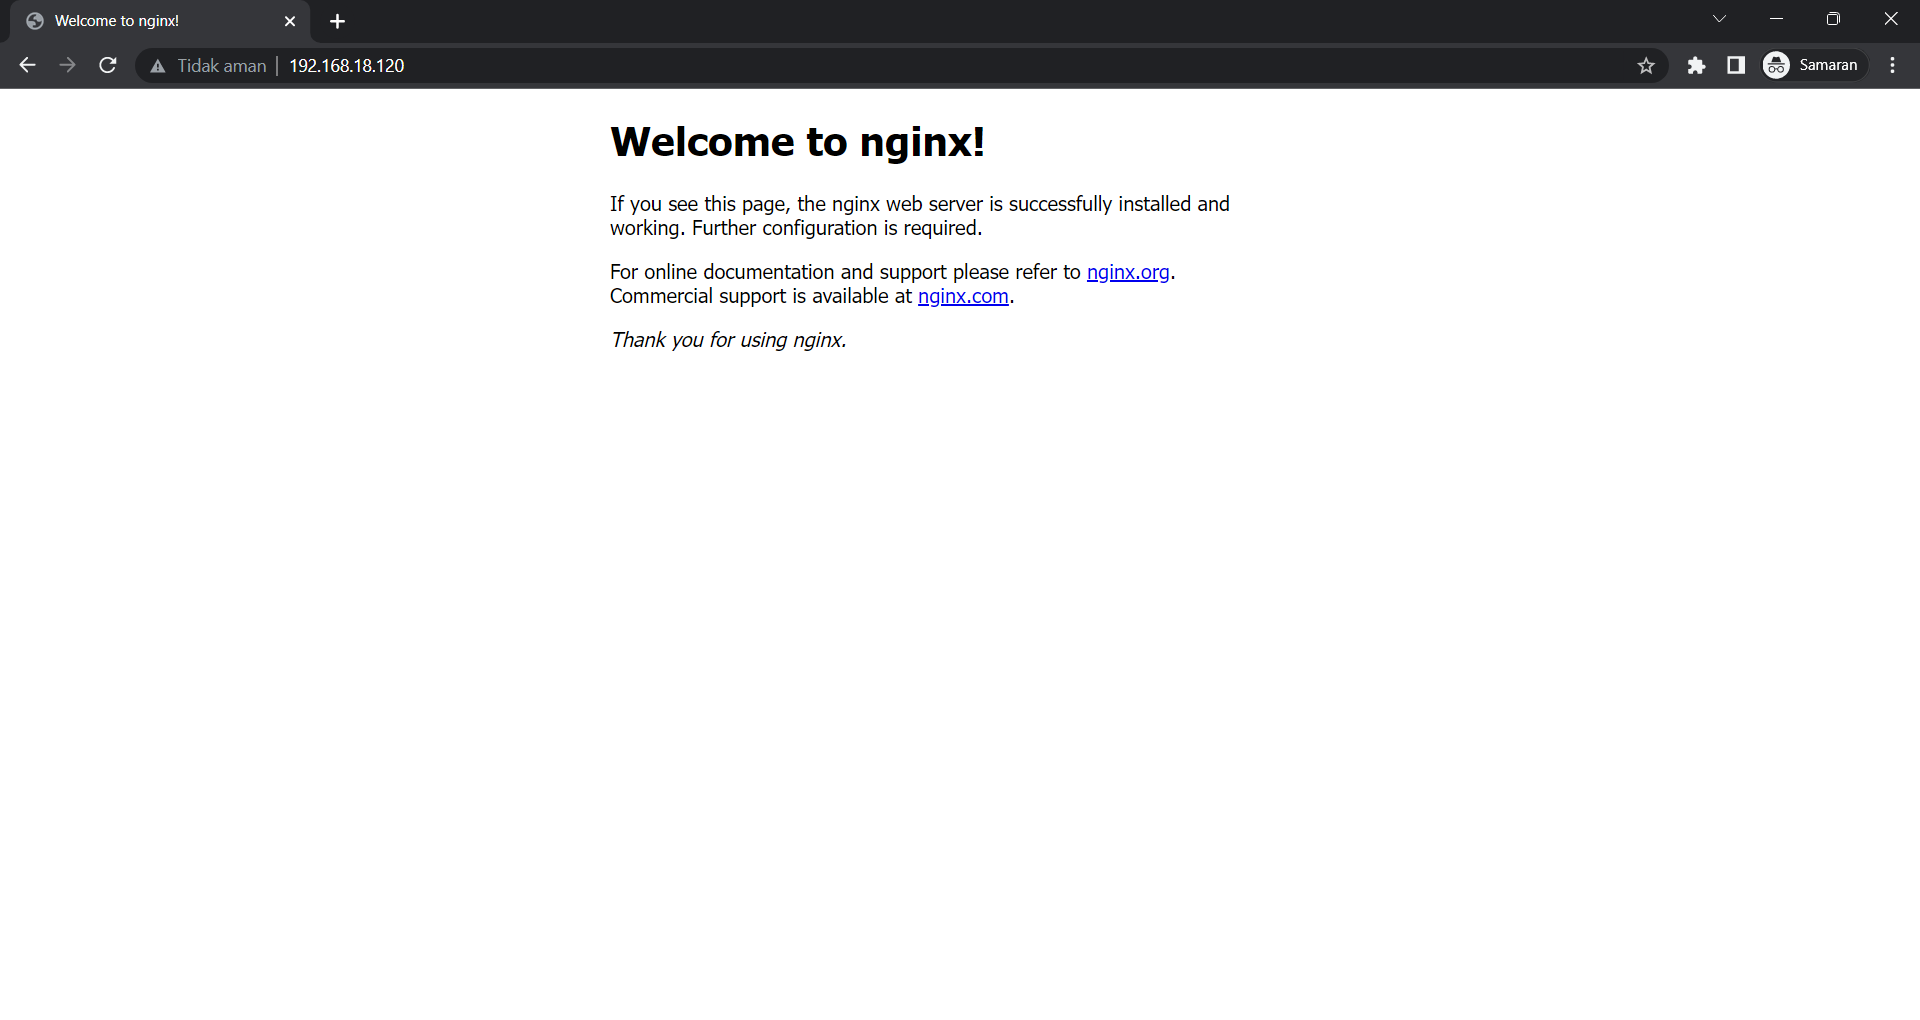 Welcome to nginx!
Tidak aman
192.168.18.120
Samaran
Welcome to nginx!
If you see this page, the nginx web server is successfully installed and
working. Further configuration is required.
For online documentation and support please refer to nginx.org.
Commercial support is available at nginx.com.
Thank you for using nginx.